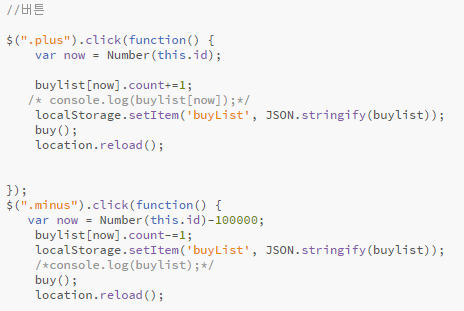 //버튼
$(".plus").click(function() {
var now = Number(this.id);
buylist[now].count+=1;
/* console.log(buylist[now]);*/
localStorage.setItem('buyList', JSON.stringify(buylist));
buy();
location.reload();
});
$(".minus").click(function() {
var now = Number(this.id)-100000;
buylist[now].count-=1;
localStorage.setItem('buyList', JSON.stringify(buylist));
/*console.log(buylist);*/
buy();
location.reload();